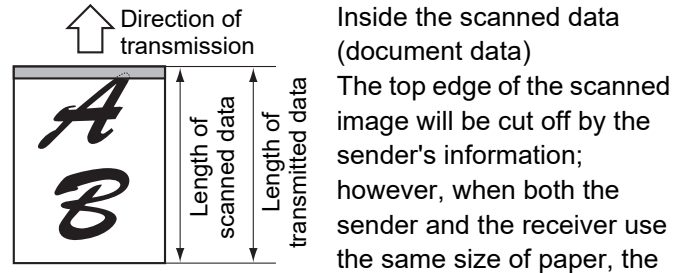 Direction of
transmission
A
B
Length of
scanned data
Length of
transmitted data
Inside the scanned data
(document data)
The top edge of the scanned
image will be cut off by the
sender's information;
however, when both the
sender and the receiver use
the same size of paper, the